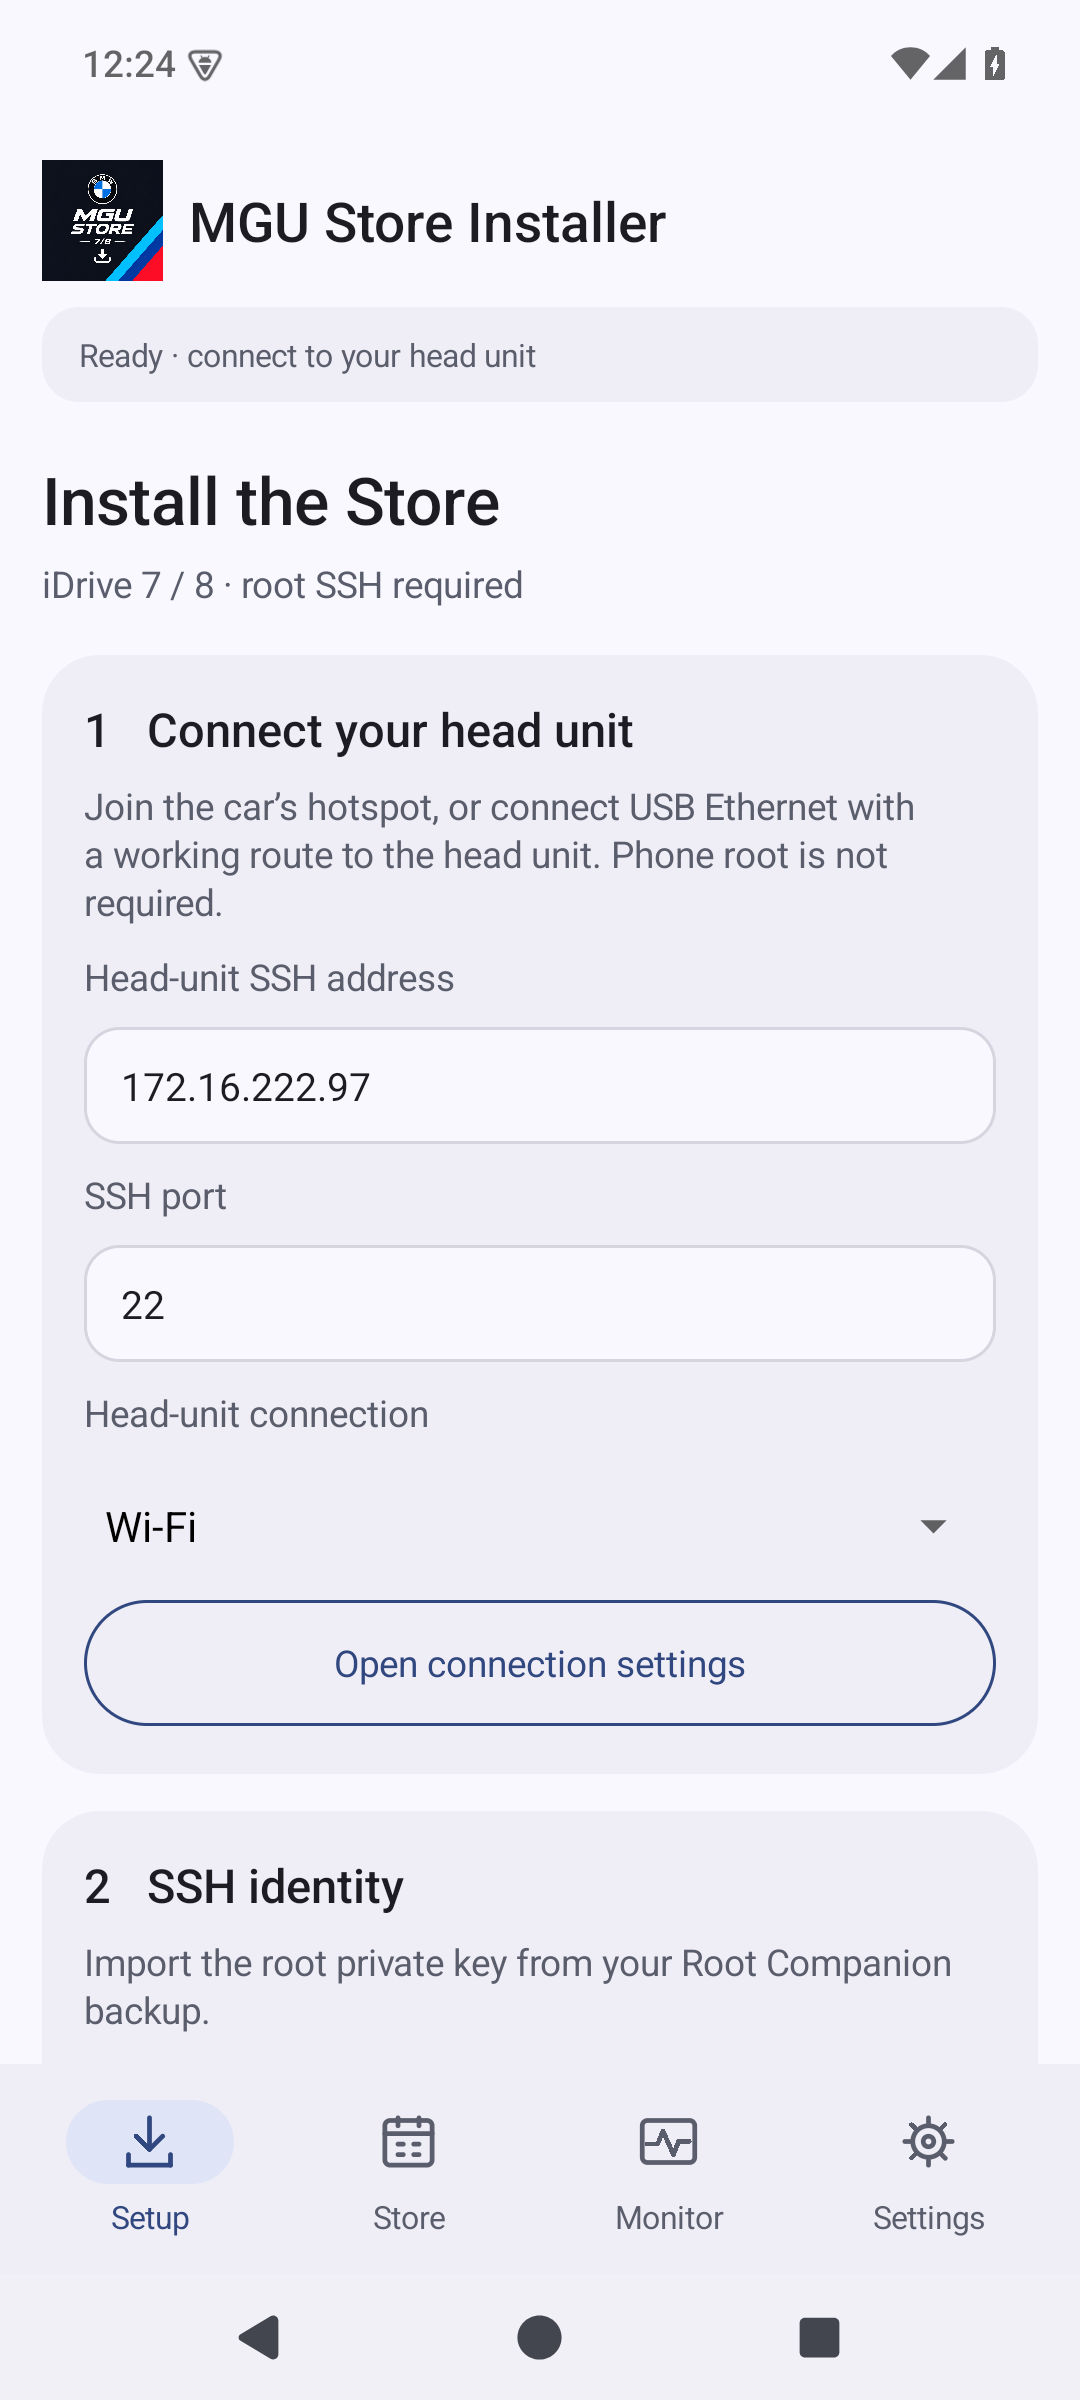 12:24
MGU
STORE
7/8
MGU Store Installer
Ready · connect to your head unit
Install the Store
iDrive 7 / 8 · root SSH required
1 Connect your head unit
Join the car’s hotspot, or connect USB Ethernet with
a working route to the head unit. Phone root is not
required.
Head-unit SSH address
172.16.222.97
SSH port
22
Head-unit connection
Wi-Fi
Open connection settings
2 SSH identity
Import the root private key from your Root Companion
backup.
Setup
Store
Monitor
Settings